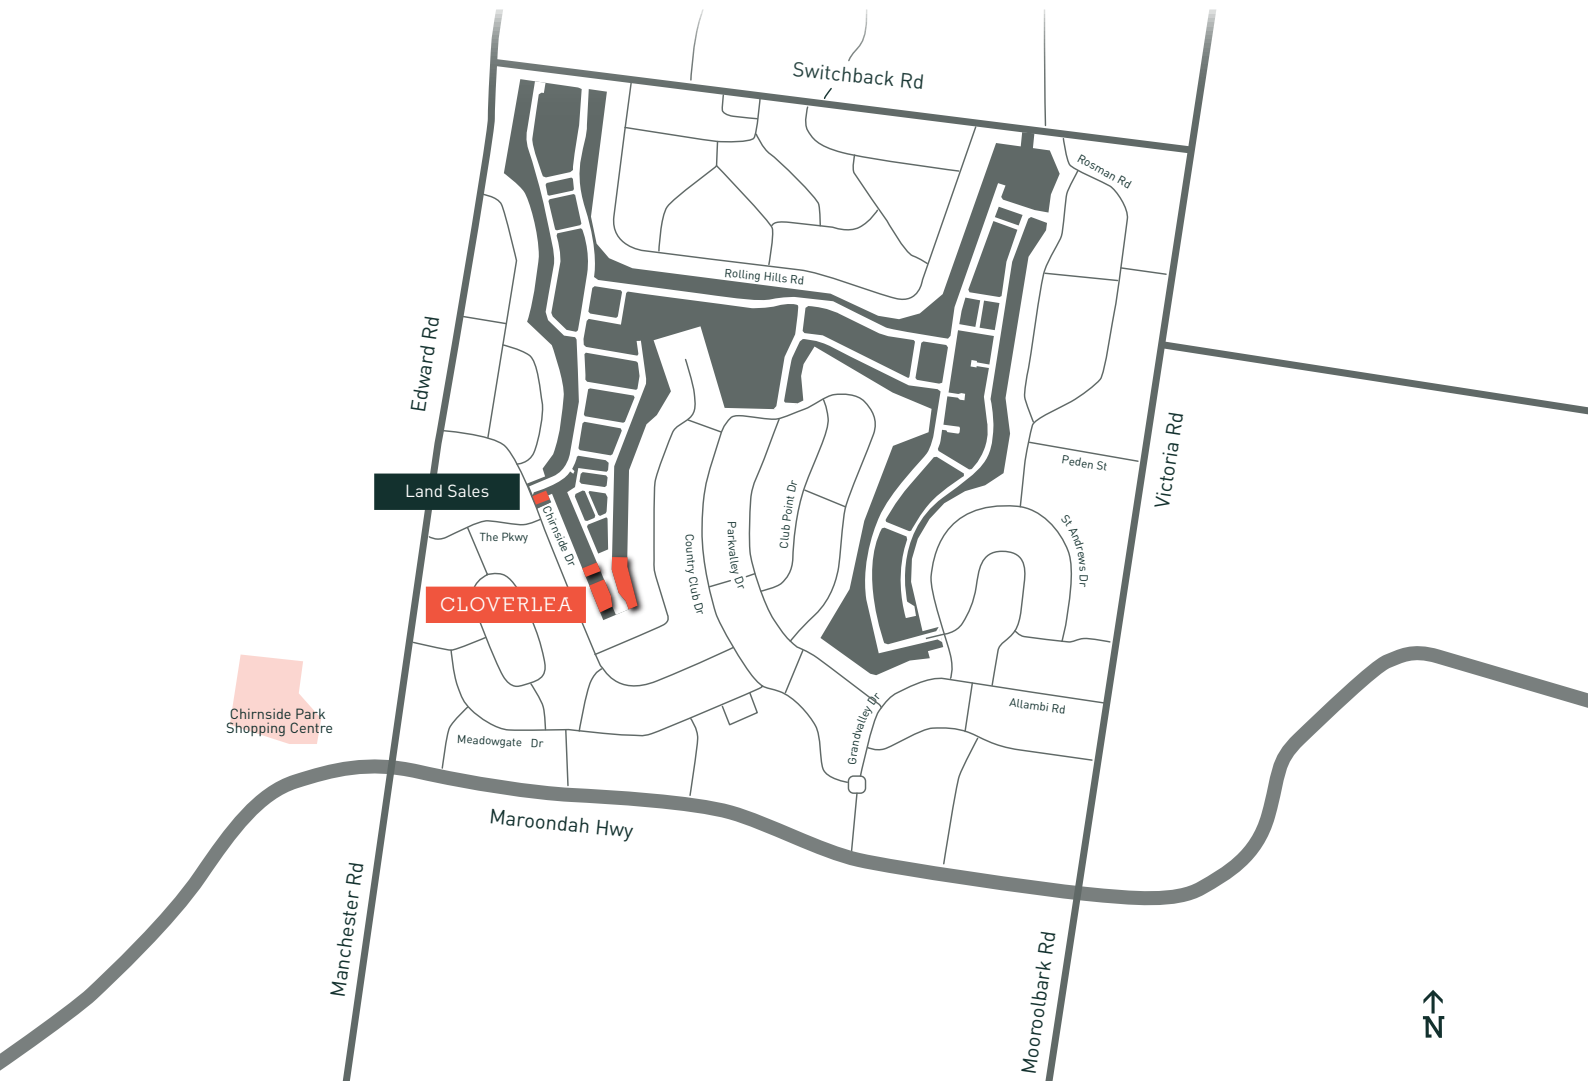 Switchback Rd
Rosman Rd
Rolling Hills Rd
Edward Rd
Victoria Rd
Peden St
Land Sales
Club Point Dr
Chirnside Dr
The Pkwy
Country Club Dr
Parkvalley Dr
St Andrews Dr
CLOVERLEA
Chirnside Park
Shopping Centre
Allambi Rd
Grandvalley Dr
Meadowgate Dr
Maroondah Hwy
Manchester Rd
Mooroolbark Rd
N